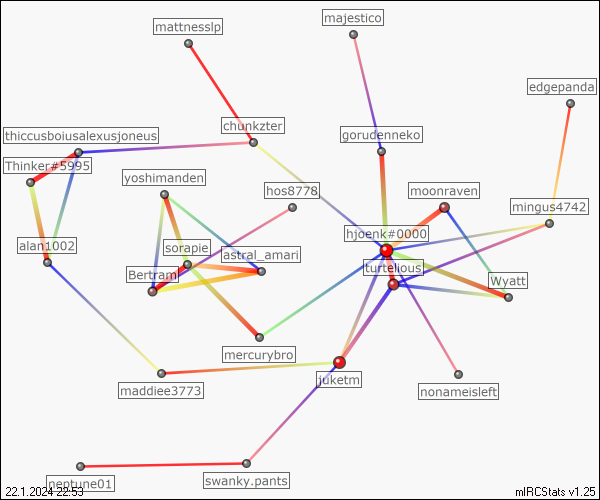 majestico
mattnesslp
edgepanda
chunkzter
thiccusboiusalexusjoneus
gorudenneko
Thinker#5995
yoshimanden
hos8778
moonraven
mingus4742
hjoenk#0000
alan1002
sorapie
astral_amari
turtelious
Bertram
Wyatt
mercurybro
juketm
maddiee3773
nonameisleft
neptune01
swanky.pants
22.1.2024 22:53
mIRCStats v1.25